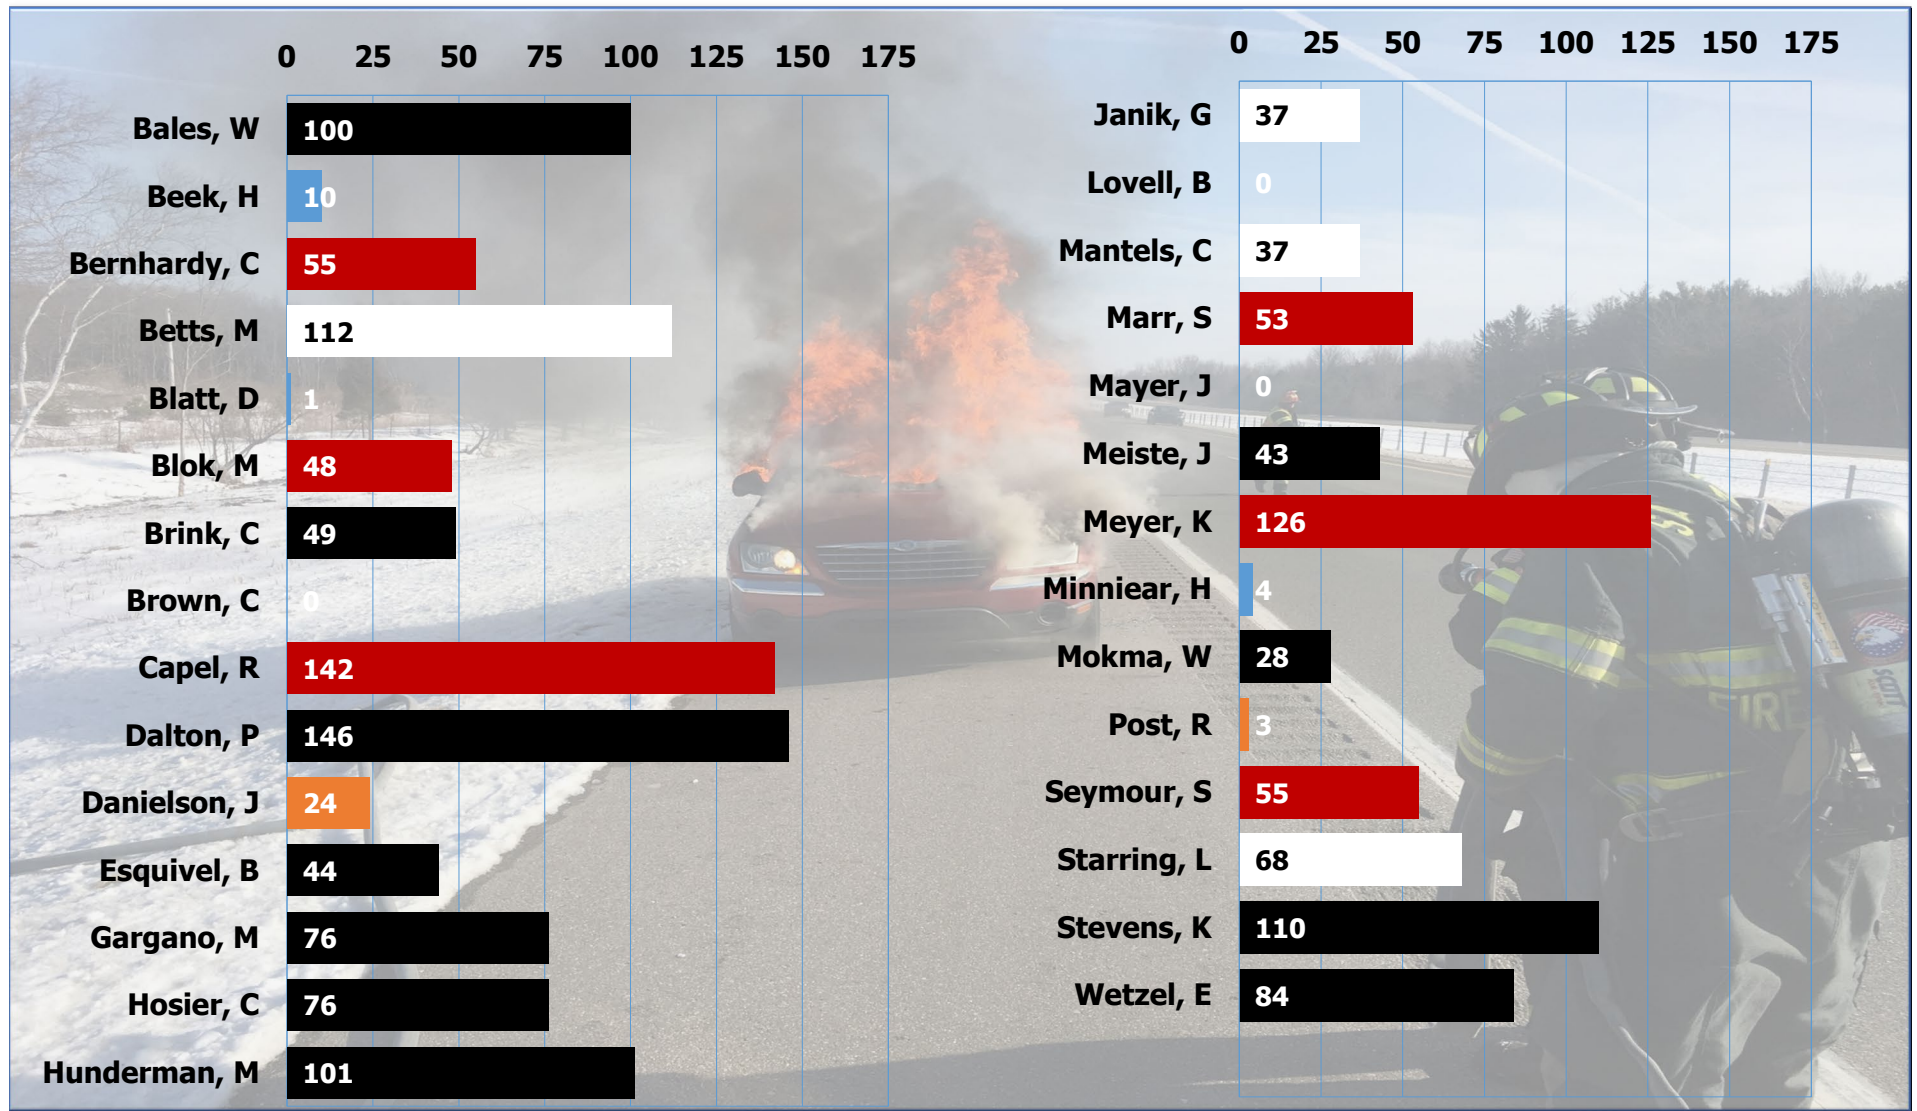 0 25 50 75 100 125 150 175
Bales, W 100
Beek, H 10
Bernhardy, C 55
Betts, M 112
Blatt, D 1
Blok, M 48
Brink, C 49
Brown, C 0
Capel, R 142
Dalton, P 146
Danielson, J 24
Esquivel, B 44
Gargano, M 76
Hosier, C 76
Hunderman, M 101
0 25 50 75 100 125 150 175
Janik, G 37
Lovell, B 0
Mantels, C 37
Marr, S 53
Mayer, J 0
Meiste, J 43
Meyer, K 126
Minniear, H 4
Mokma, W 28
Post, R 3
Seymour, S 55
Starring, L 68
Stevens, K 110
Wetzel, E 84
FIRE
SCOTT